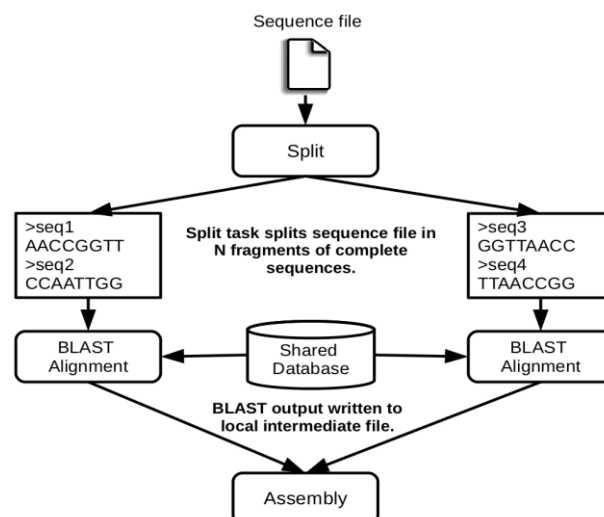 Sequence file
Split
>seq1
AACCGGTT
>seq2
CCAATTGG
Split task splits sequence file in
N fragments of complete
sequences.
>seq3
GGTTAACC
>seq4
TTAACCGG
BLAST
Alignment
Shared
Database
BLAST
Alignment
BLAST output written to
local intermediate file.
Assembly